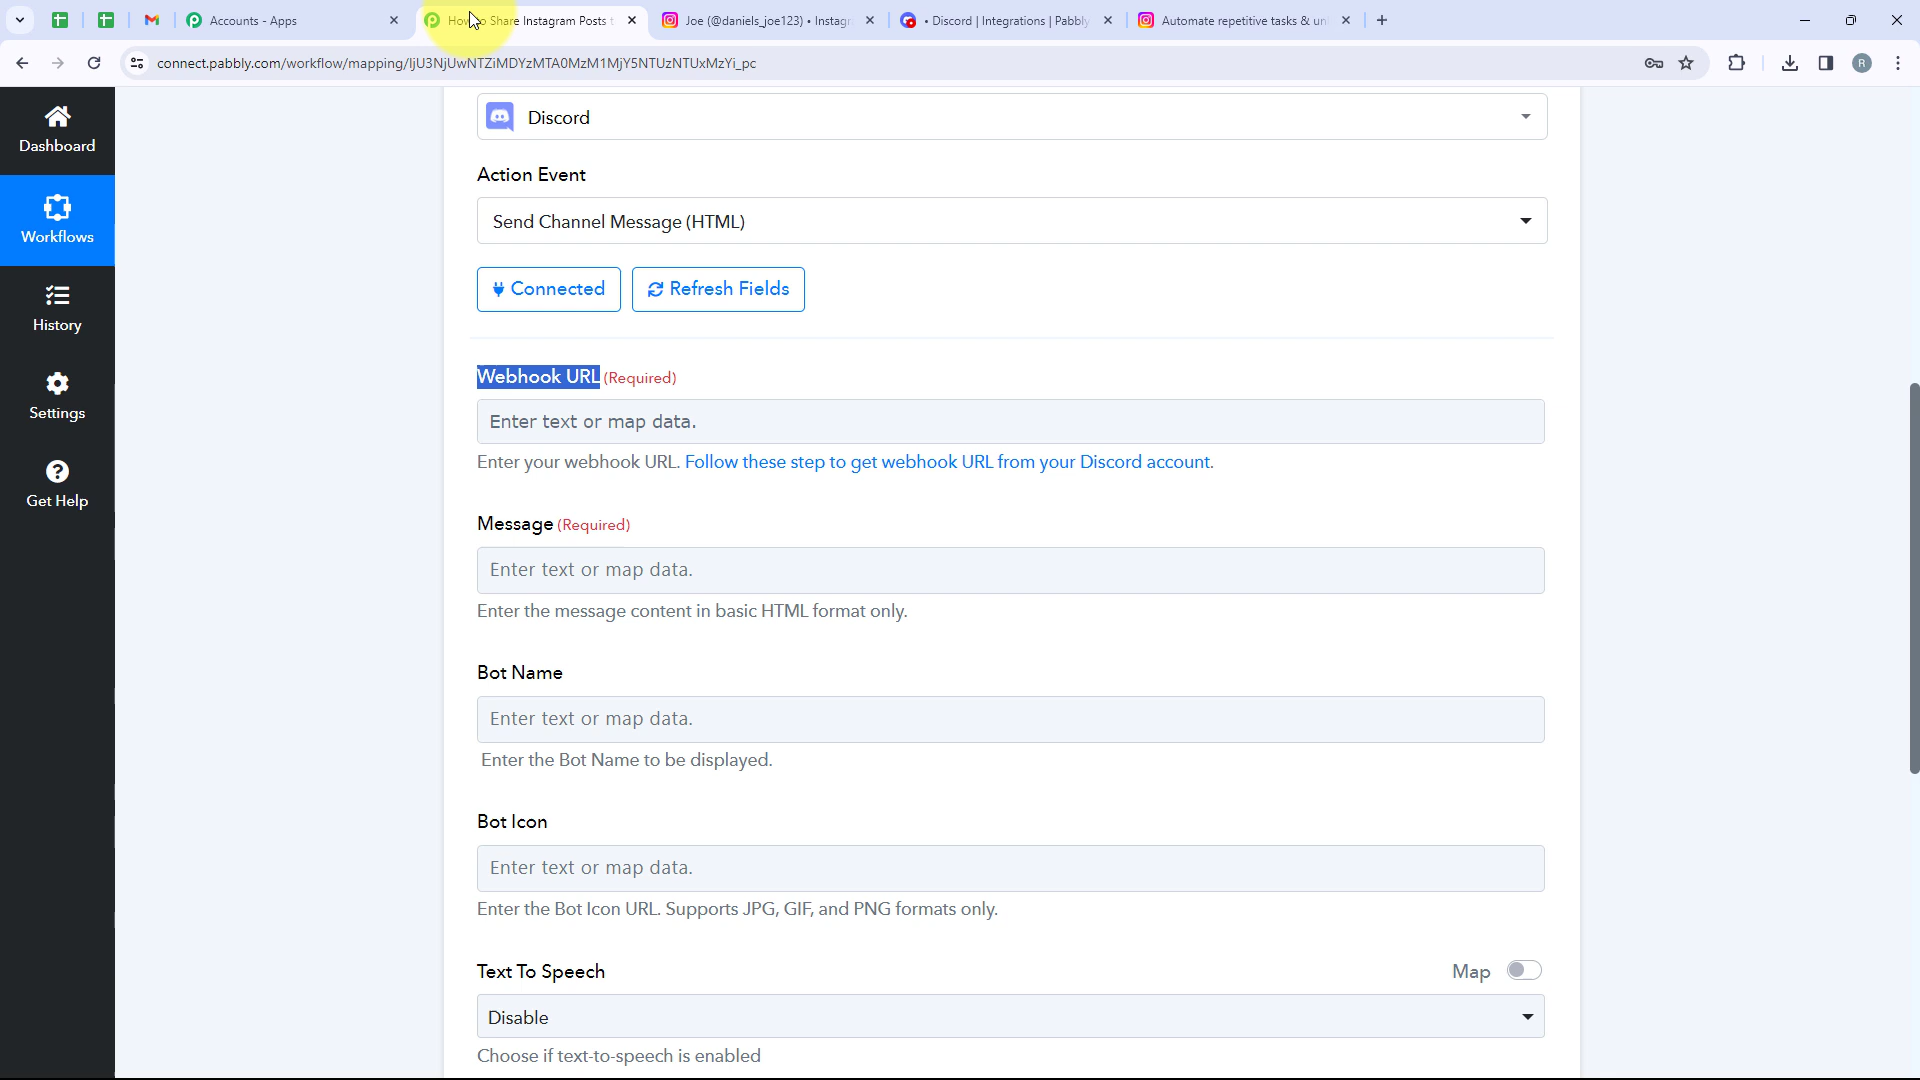 Accounts - Apps
How to Share Instagram Posts t
Joe (@daniels_joe123) • Instagr
• Discord | Integrations | Pabbly
Automate repetitive tasks & un
connect.pabbly.com/workflow/mapping/IjU3NjUwNTZiMDYzMTA0MzM1MjY5NTUzNTUxMzYi_pc
R
Dashboard
Workflows
History
Settings
Get Help
Discord
Action Event
Send Channel Message (HTML)
Connected
Refresh Fields
Webhook URL (Required)
Enter text or map data.
Enter your webhook URL. Follow these step to get webhook URL from your Discord account.
Message (Required)
Enter text or map data.
Enter the message content in basic HTML format only.
Bot Name
Enter text or map data.
Enter the Bot Name to be displayed.
Bot Icon
Enter text or map data.
Enter the Bot Icon URL. Supports JPG, GIF, and PNG formats only.
Text To Speech
Map
Disable
Choose if text-to-speech is enabled